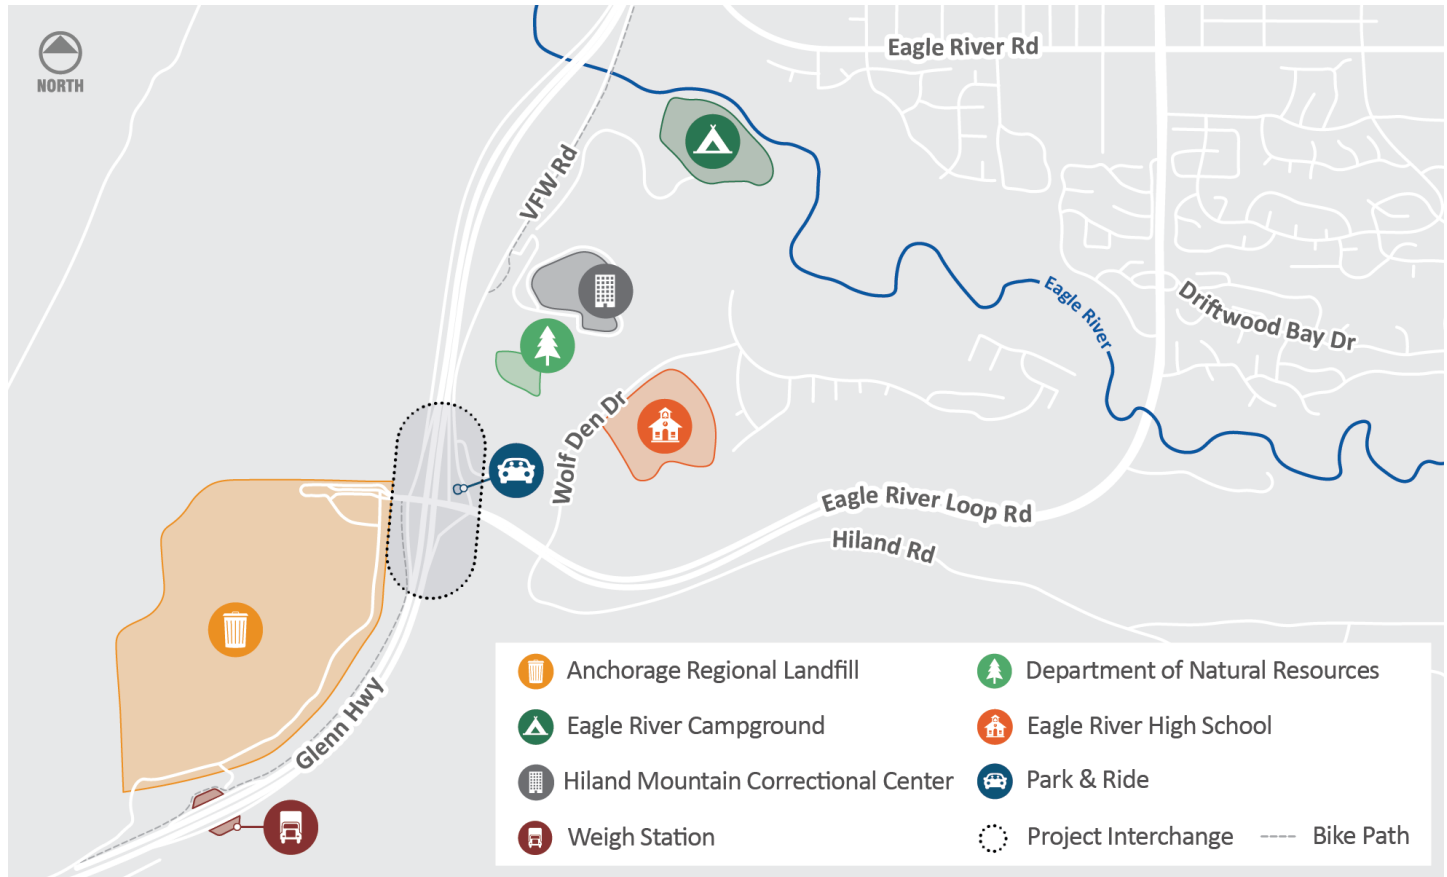 NORTH
Eagle River Rd
VFW Rd
Eagle River
Driftwood Bay Dr
Wolf Den Dr
Eagle River Loop Rd
Hiland Rd
Glenn Hwy
Anchorage Regional Landfill
Department of Natural Resources
Eagle River Campground
Eagle River High School
Hiland Mountain Correctional Center
Park & Ride
Weigh Station
Project Interchange
Bike Path